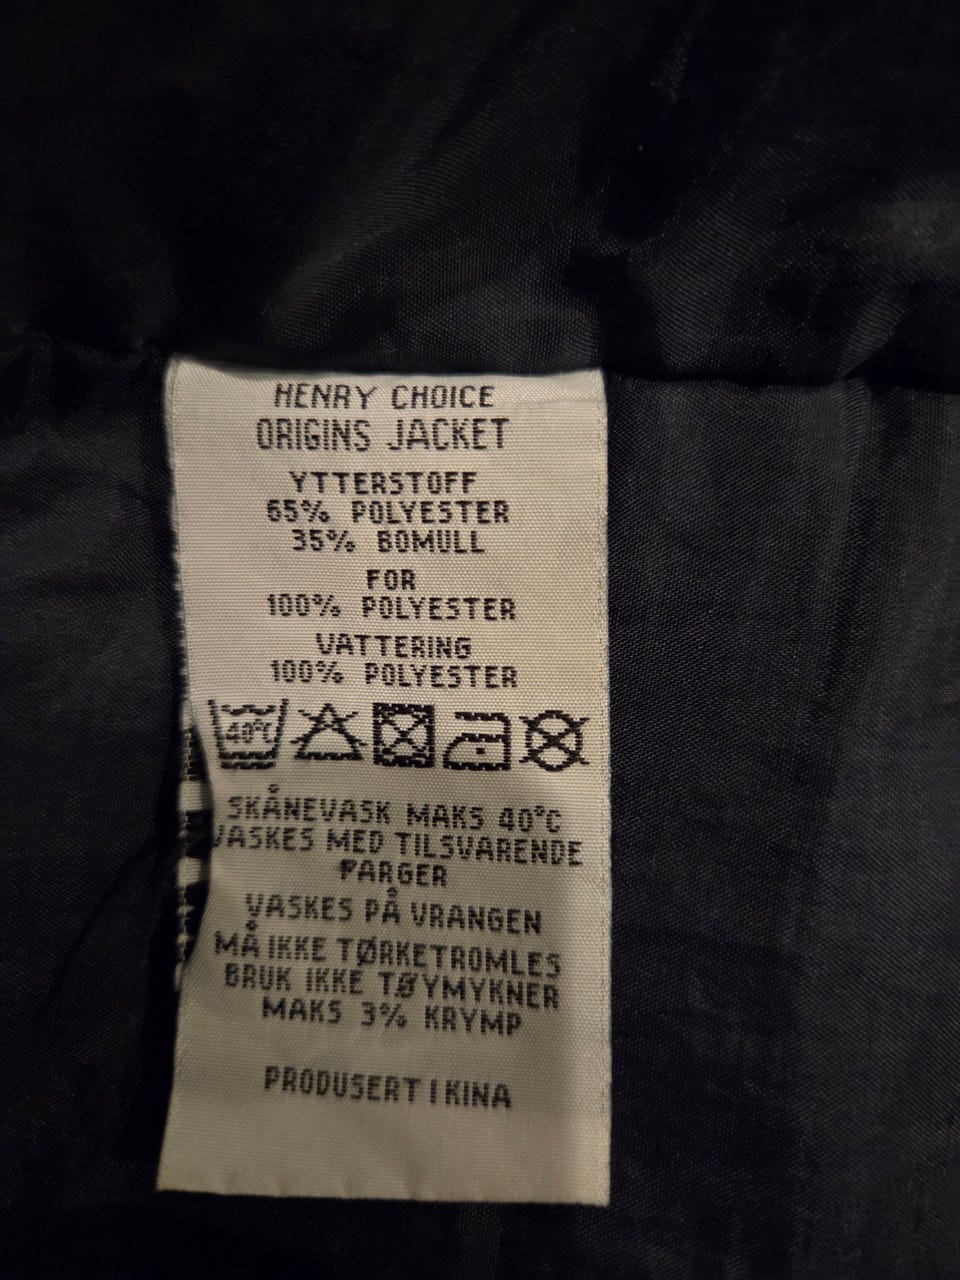 HENRY CHOICE
ORIGINS JACKET
YTTERSTOFF
65% POLYESTER
35% BOMULL
FOR
100% POLYESTER
VATTERING
100% POLYESTER
40°C
SKÅNEVASK MAKS 40°C
VASKES MED TILSVARENDE
FARGER
VASKES PÅ VRANGEN
MÅ IKKE TØRKETROMLES
BRUK IKKE TØYMYKNER
MAKS 3% KRYMP
PRODUSERT I KINA